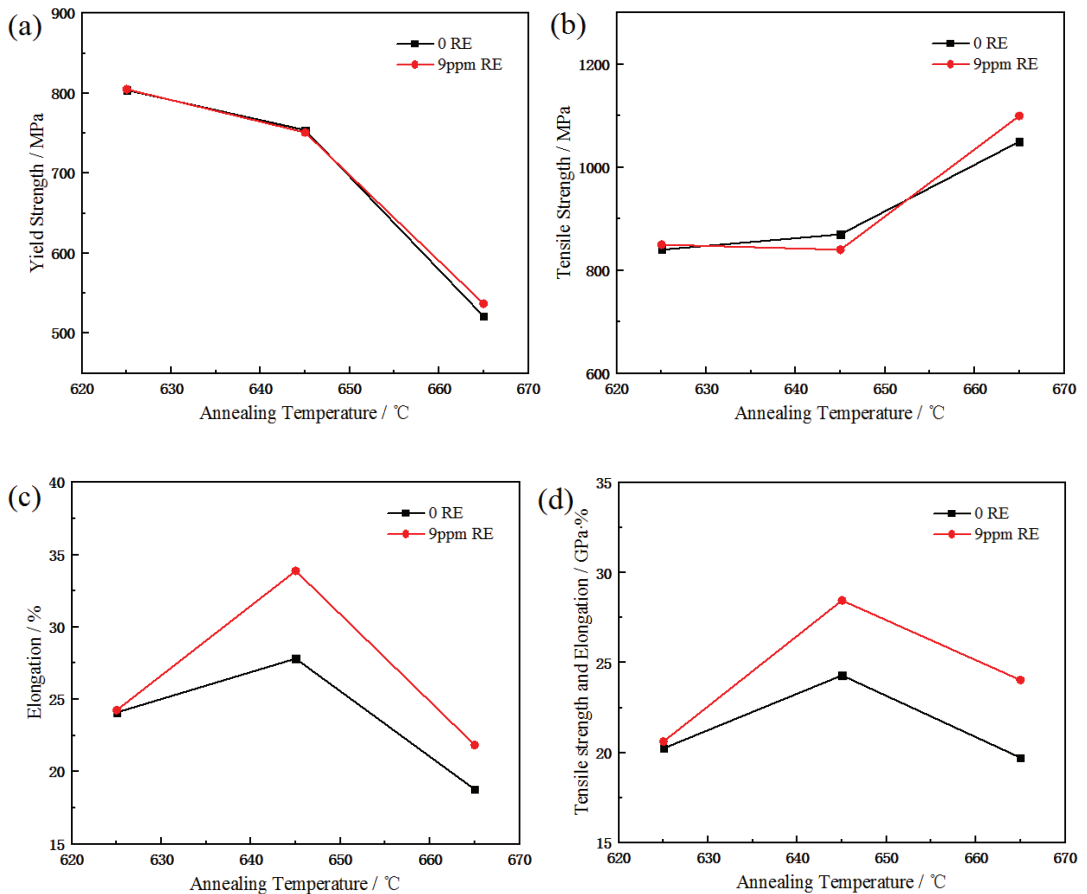 (a)
900
800
700
600
500
Yield Strength / MPa
0 RE
9ppm RE
620 630 640 650 660 670
Annealing Temperature / ℃
(b)
1200
1000
800
600
Tensile Strength / MPa
0 RE
9ppm RE
620 630 640 650 660 670
Annealing Temperature / ℃
(c)
40
35
30
25
20
15
Elongation / %
0 RE
9ppm RE
620 630 640 650 660 670
Annealing Temperature / ℃
(d)
35
30
25
20
15
Tensile strength and Elongation / GPa·%
0 RE
9ppm RE
620 630 640 650 660 670
Annealing Temperature / ℃